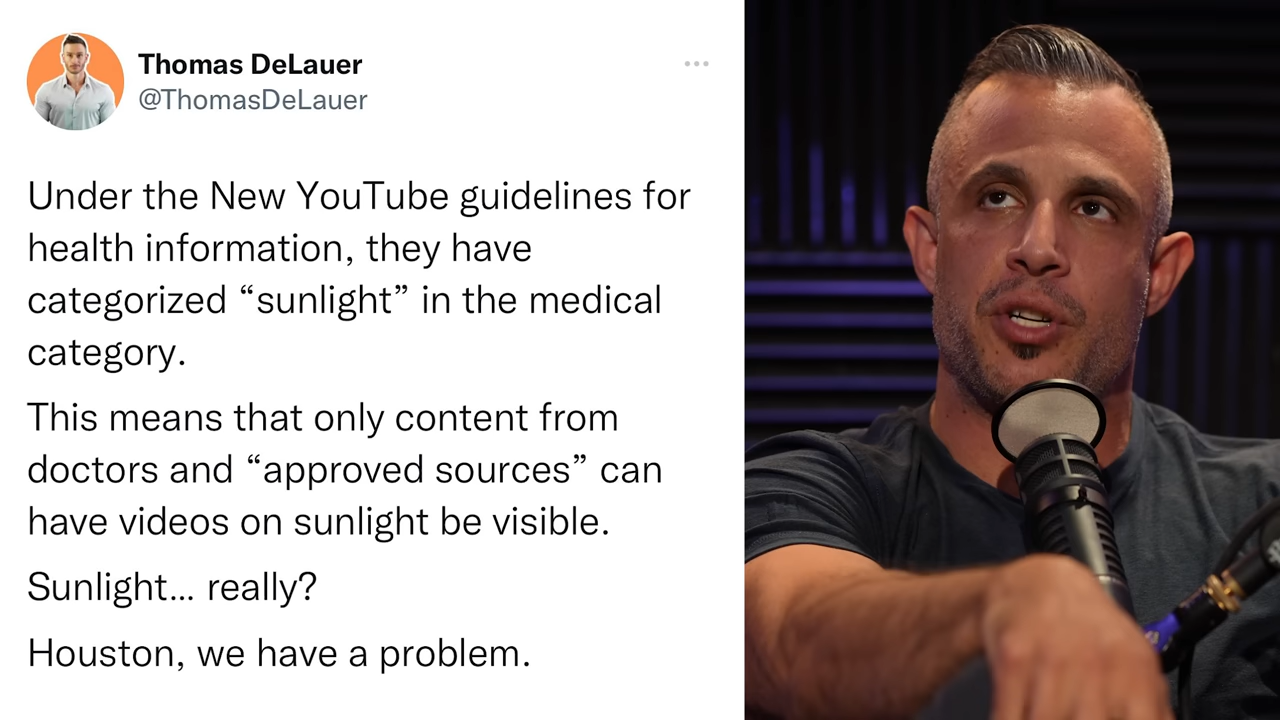 Thomas DeLauer
@ThomasDeLauer
Under the New YouTube guidelines for
health information, they have
categorized “sunlight” in the medical
category.
This means that only content from
doctors and “approved sources” can
have videos on sunlight be visible.
Sunlight... really?
Houston, we have a problem.